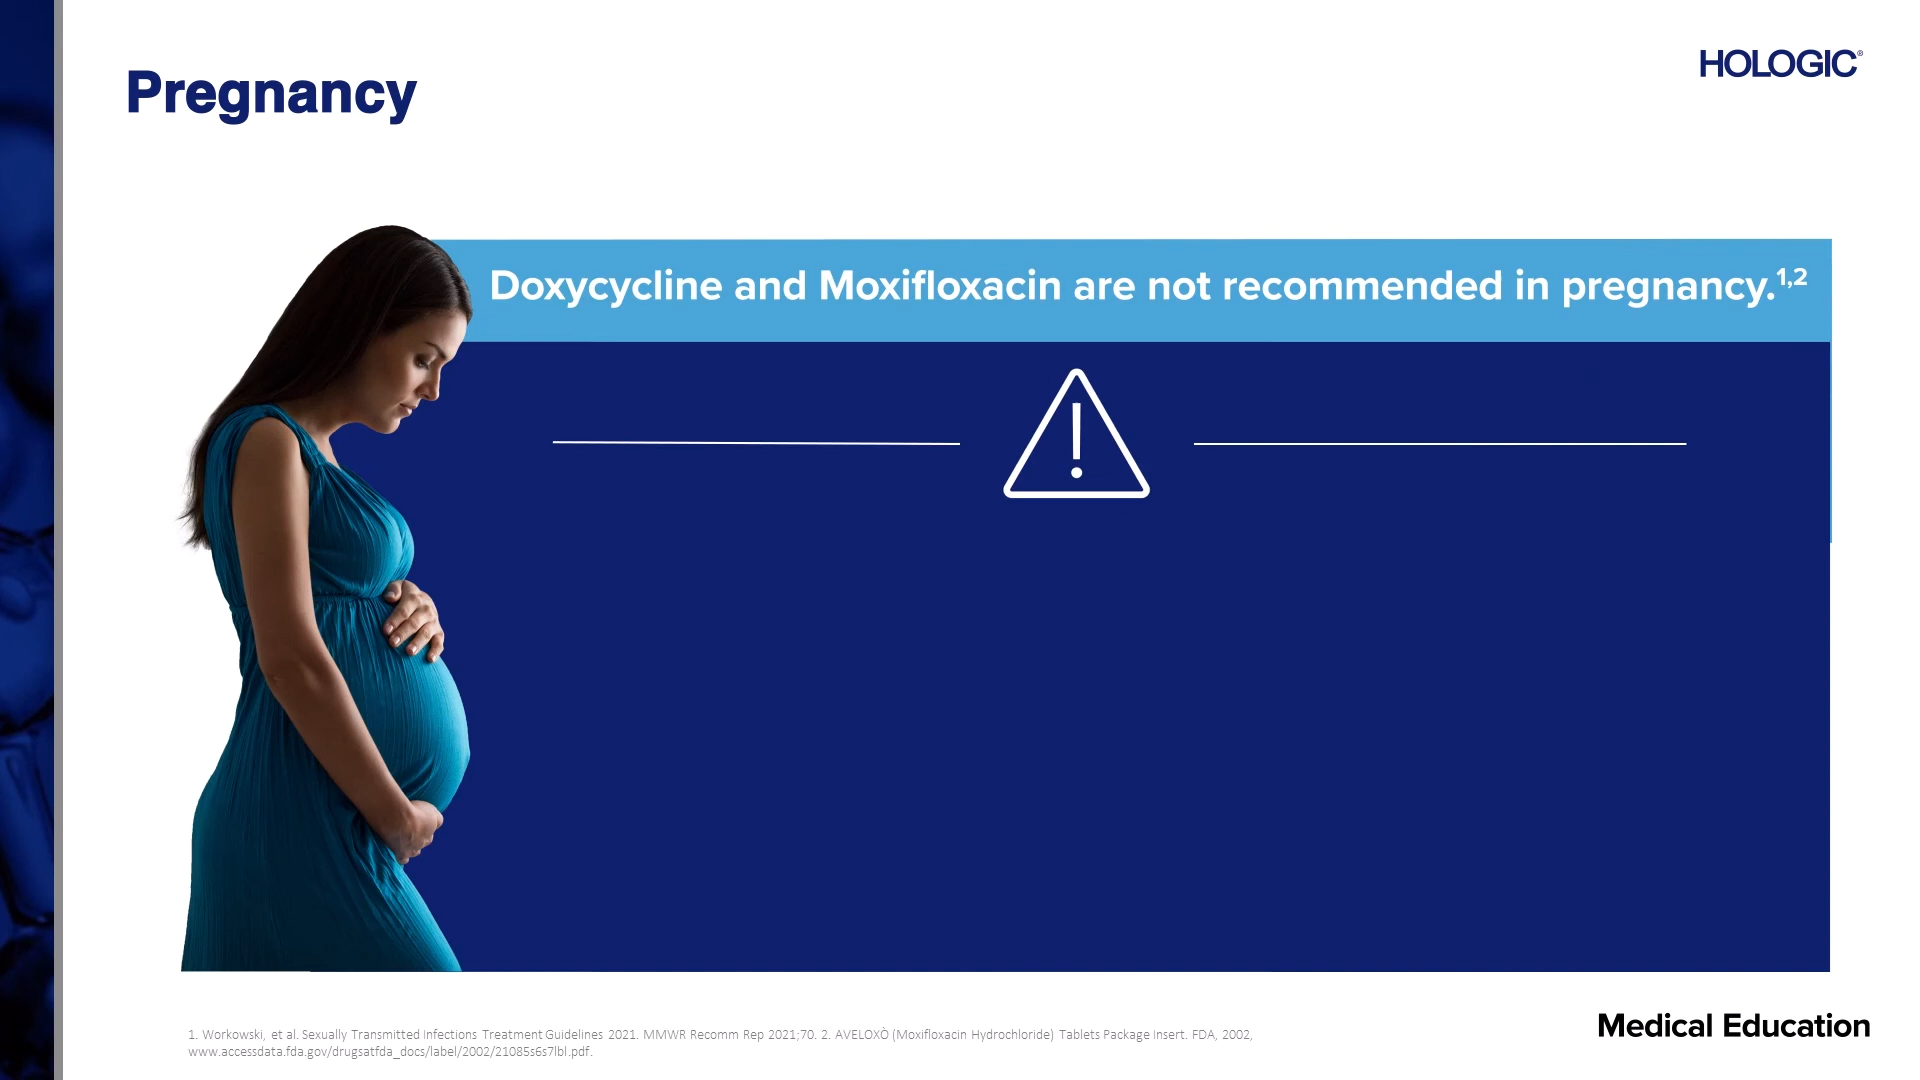 HOLOGIC®
Pregnancy
Doxycycline and Moxifloxacin are not recommended in pregnancy.1,2
1. Workowski, et al. Sexually Transmitted Infections Treatment Guidelines 2021. MMWR Recomm Rep 2021;70. 2. AVELOXÒ (Moxifloxacin Hydrochloride) Tablets Package Insert. FDA, 2002,
www.accessdata.fda.gov/drugsatfda_docs/label/2002/21085s6s7lbl.pdf.
Medical Education